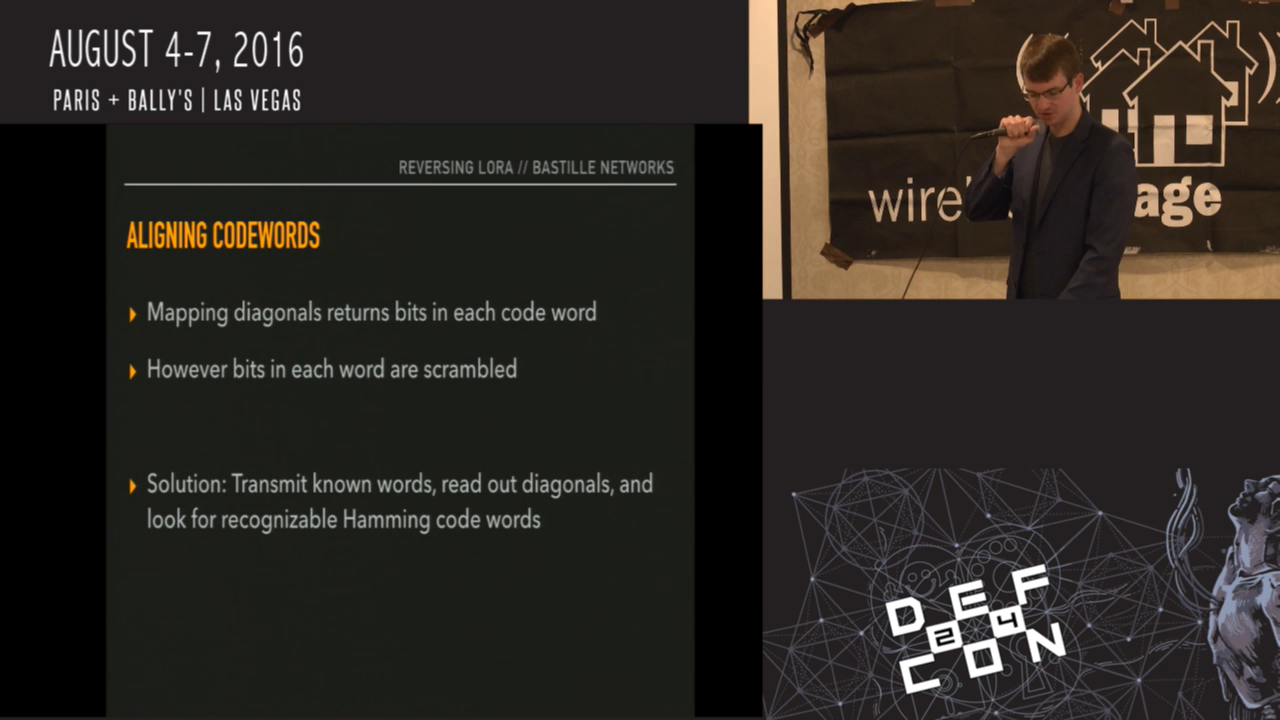 AUGUST 4-7, 2016
PARIS + BALLY'S | LAS VEGAS
REVERSING LORA // BASTILLE NETWORKS
ALIGNING CODEWORDS
Mapping diagonals returns bits in each code word
However bits in each word are scrambled
Solution: Transmit known words, read out diagonals, and
look for recognizable Hamming code words
DEF
24
CON